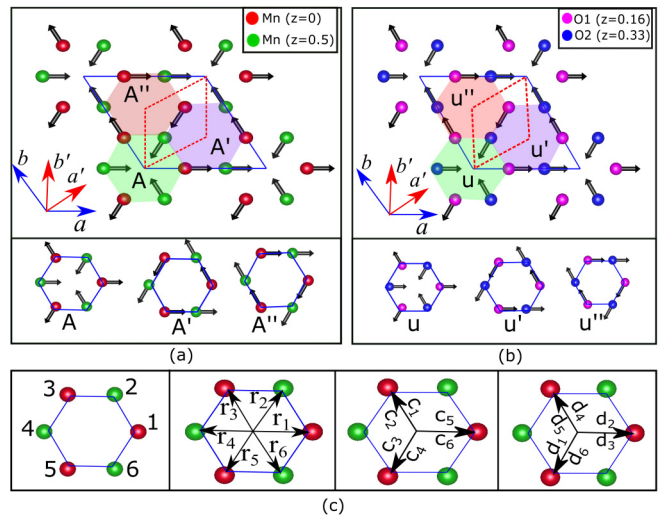 Mn (z=0)
Mn (z=0.5)
A''
A'
A
b
b'
a'
a
A
A'
A''
(a)
O1 (z=0.16)
O2 (z=0.33)
u''
u'
u
b
b'
a'
a
u
u'
u''
(b)
3 2
4 1
5 6
r3 r2
r4 r1
r5 r6
c1
c2 c5
c3 c6
c4
d4
d5 d2
d1 d3
d6
(c)